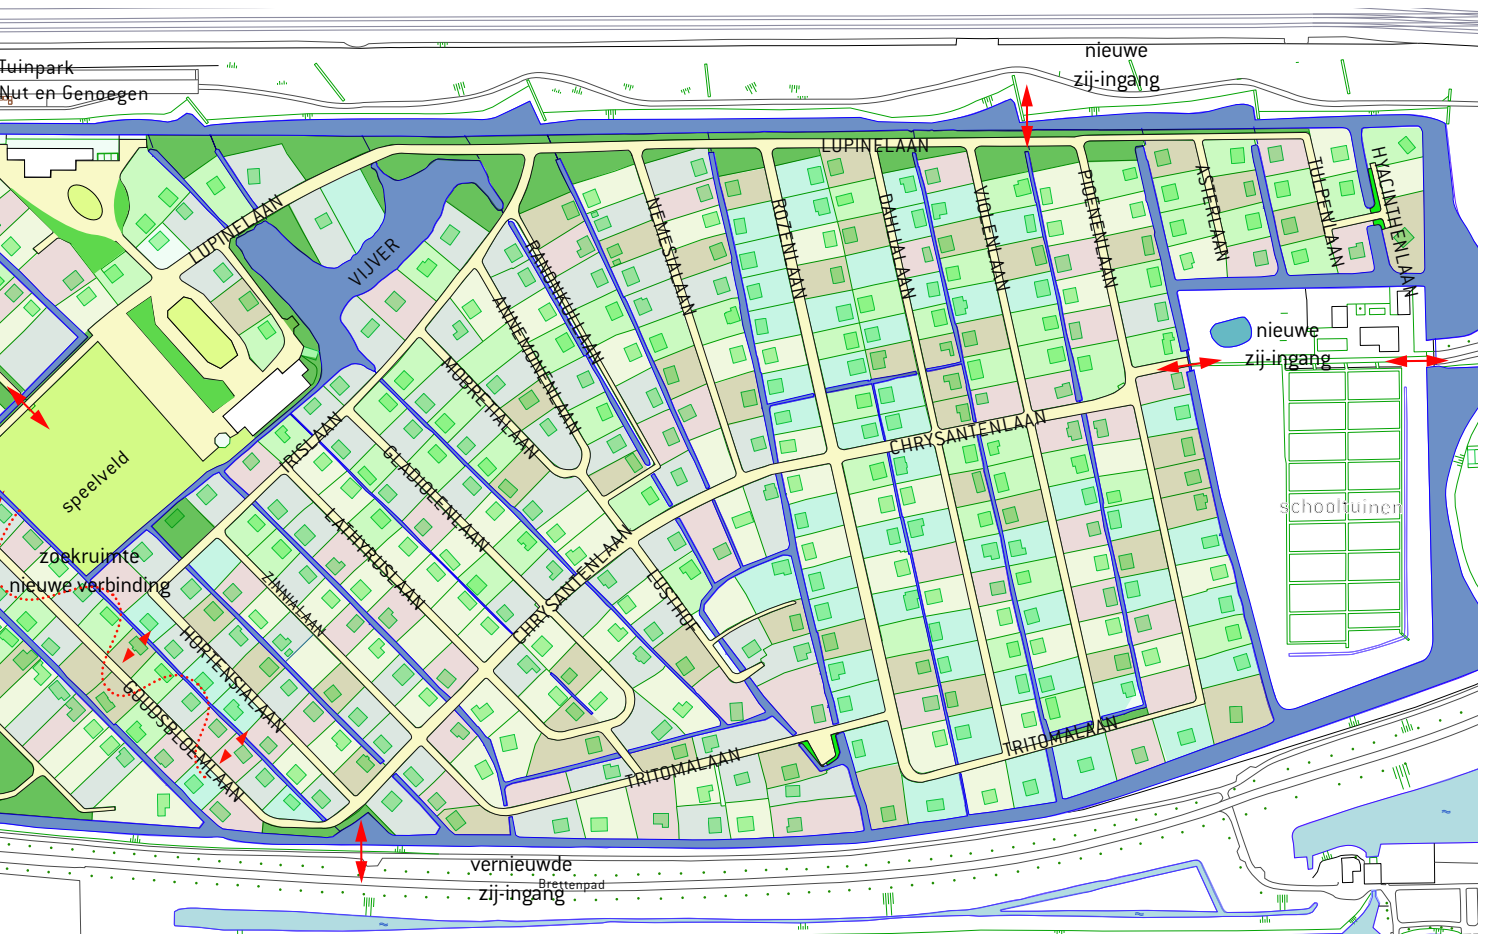 nieuwe
zij-ingang
Tuinpark
Nut en Genoegen
LUPINELAAN
LUPINELAAN
VIJVER
RANONKULLAAN
NEMESIALAAN
ROZENLAAN
DAHLIALAAN
VIOLENLAAN
PIOENENLAAN
ASTERLAAN
TULPENLAAN
HYACINTHENLAAN
ANNEMONENLAAN
MUBRETIALAAN
nieuwe
zij-ingang
IRISLAAN
GLADIOLENLAAN
CHRYSANTENLAAN
speelveld
schooltuinen
LATHYRUSLAAN
CHRYSANTENLAAN
zoekruimte
nieuwe verbinding
ZINNIALAAN
LUSTHOF
HORTENSIALAAN
GOUDSBLOEMLAAN
TRITOMALAAN
TRITOMALAAN
vernieuwde
zij-ingang
Brettenpad